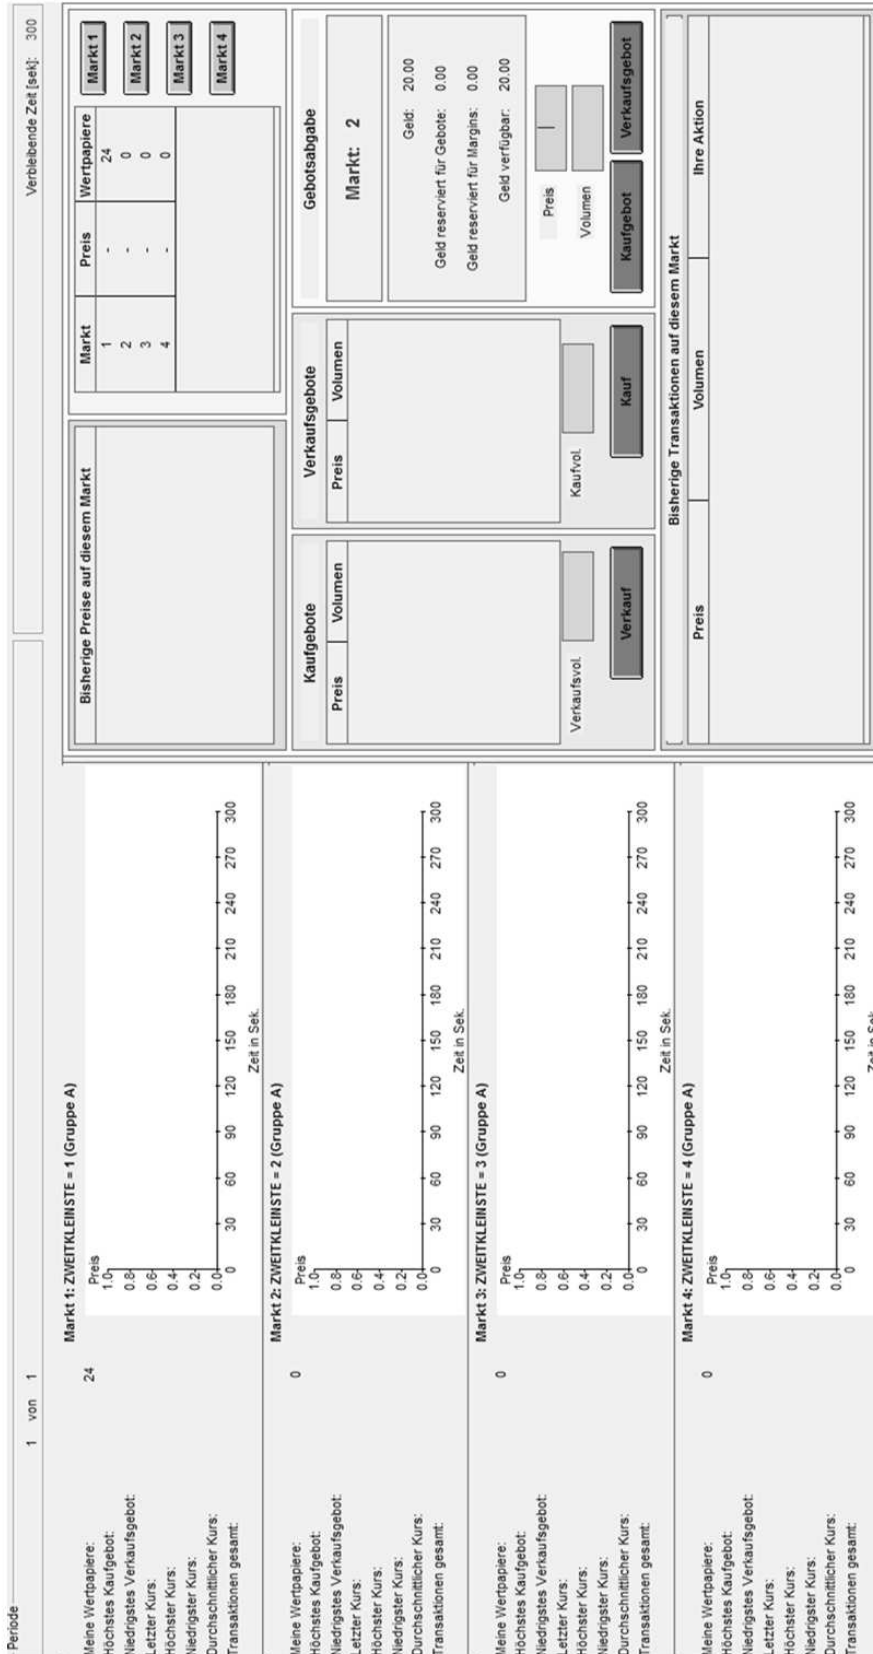 Periode
1 von 1
Verbleibende Zeit [sek]: 300
Markt 1: ZWEITKLEINSTE = 1 (Gruppe A)
Meine Wertpapiere: 24
Höchstes Kaufgebot:
Niedrigstes Verkaufsgebot:
Letzter Kurs:
Höchster Kurs:
Niedrigster Kurs:
Durchschnittlicher Kurs:
Transaktionen gesamt:
Preis
1.0
0.8
0.6
0.4
0.2
0.0
0 30 60 90 120 150 180 210 240 270 300
Zeit in Sek.
Markt 2: ZWEITKLEINSTE = 2 (Gruppe A)
Meine Wertpapiere: 0
Höchstes Kaufgebot:
Niedrigstes Verkaufsgebot:
Letzter Kurs:
Höchster Kurs:
Niedrigster Kurs:
Durchschnittlicher Kurs:
Transaktionen gesamt:
Preis
1.0
0.8
0.6
0.4
0.2
0.0
0 30 60 90 120 150 180 210 240 270 300
Zeit in Sek.
Markt 3: ZWEITKLEINSTE = 3 (Gruppe A)
Meine Wertpapiere: 0
Höchstes Kaufgebot:
Niedrigstes Verkaufsgebot:
Letzter Kurs:
Höchster Kurs:
Niedrigster Kurs:
Durchschnittlicher Kurs:
Transaktionen gesamt:
Preis
1.0
0.8
0.6
0.4
0.2
0.0
0 30 60 90 120 150 180 210 240 270 300
Zeit in Sek.
Markt 4: ZWEITKLEINSTE = 4 (Gruppe A)
Meine Wertpapiere: 0
Höchstes Kaufgebot:
Niedrigstes Verkaufsgebot:
Letzter Kurs:
Höchster Kurs:
Niedrigster Kurs:
Durchschnittlicher Kurs:
Transaktionen gesamt:
Preis
1.0
0.8
0.6
0.4
0.2
0.0
0 30 60 90 120 150 180 210 240 270 300
Zeit in Sek.
Bisherige Preise auf diesem Markt
Markt Preis Wertpapiere
1 - 24
2 - 0
3 - 0
4 - 0
Markt 1
Markt 2
Markt 3
Markt 4
Kaufgebote
Preis Volumen
Verkaufsvol.
Verkauf
Verkaufsgebote
Preis Volumen
Kaufvol.
Kauf
Gebotsabgabe
Markt: 2
Geld: 20.00
Geld reserviert für Gebote: 0.00
Geld reserviert für Margins: 0.00
Geld verfügbar: 20.00
Preis
Volumen
Kaufgebot Verkaufsgebot
Bisherige Transaktionen auf diesem Markt
Preis Volumen Ihre Aktion